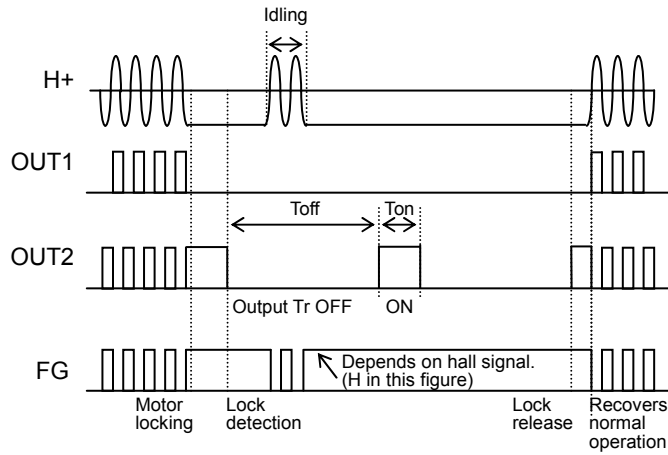 Idling
H+
OUT1
Toff
Ton
OUT2
Output Tr OFF
ON
FG
Depends on hall signal.
(H in this figure)
Motor
locking
Lock
detection
Lock
release
Recovers
normal
operation